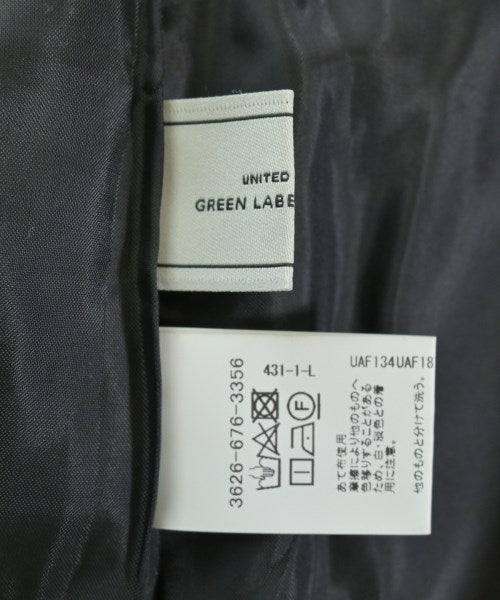 UNITED
GREEN LABE
3626-676-3356
431-1-L
UAF134UAF18
あて布使用
摩擦により他のものへ
色移りすることがある
ため、白・淡色との着
用に注意。
他のものと分けて洗う。